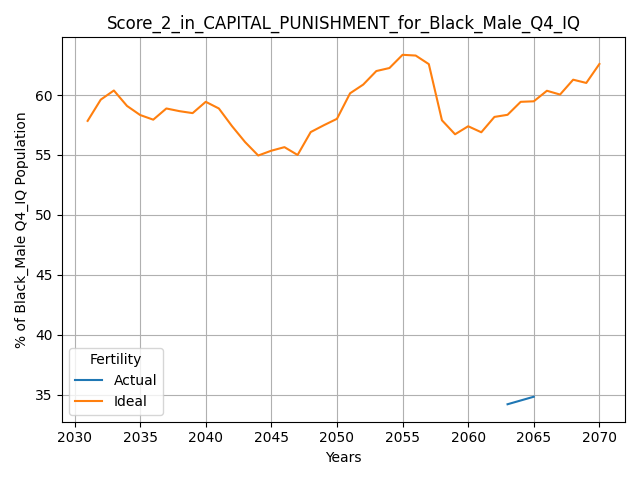 Score_2_in_CAPITAL_PUNISHMENT_for_Black_Male_Q4_IQ
% of Black_Male Q4_IQ Population
60
55
50
45
40
35
Fertility
Actual
Ideal
2030 2035 2040 2045 2050 2055 2060 2065 2070
Years